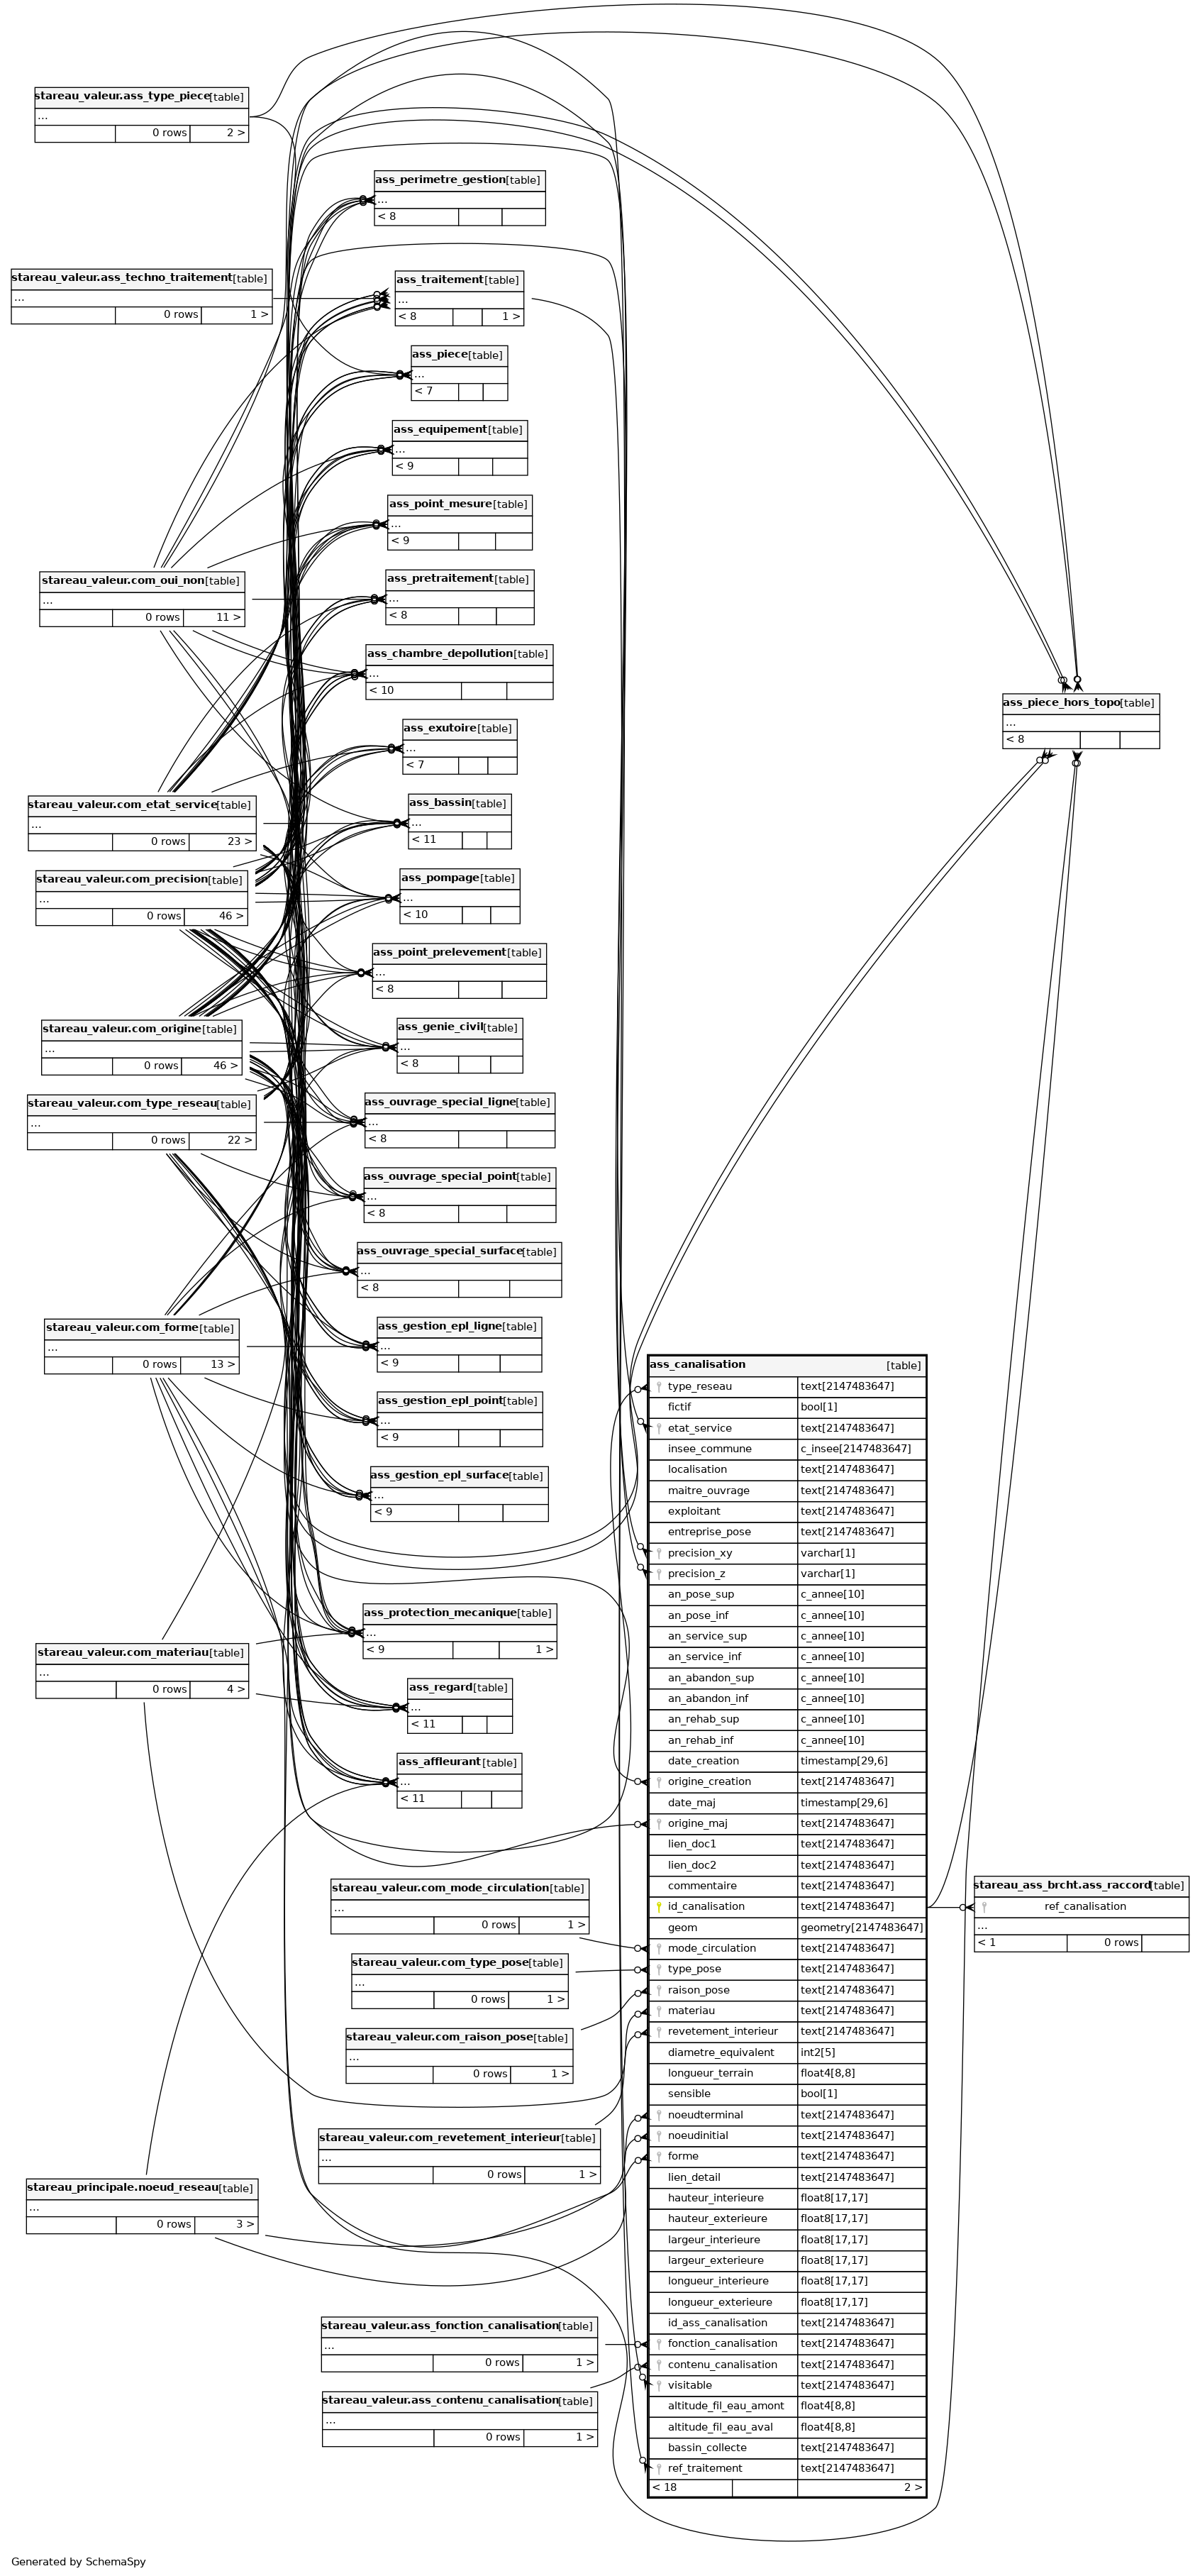 stareau_valeur.ass_type_piece [table]
...
0 rows 2 >
ass_perimetre_gestion [table]
...
< 8
stareau_valeur.ass_techno_traitement [table]
...
0 rows 1 >
ass_traitement [table]
...
< 8 1 >
ass_piece [table]
...
< 7
ass_equipement [table]
...
< 9
ass_point_mesure [table]
...
< 9
stareau_valeur.com_oui_non [table]
...
0 rows 11 >
ass_pretraitement [table]
...
< 8
ass_chambre_depollution [table]
...
< 10
ass_piece_hors_topo [table]
...
< 8
ass_exutoire [table]
...
< 7
stareau_valeur.com_etat_service [table]
...
0 rows 23 >
ass_bassin [table]
...
< 11
stareau_valeur.com_precision [table]
...
0 rows 46 >
ass_pompage [table]
...
< 10
ass_point_prelevement [table]
...
< 8
stareau_valeur.com_origine [table]
...
0 rows 46 >
ass_genie_civil [table]
...
< 8
stareau_valeur.com_type_reseau [table]
...
0 rows 22 >
ass_ouvrage_special_ligne [table]
...
< 8
ass_ouvrage_special_point [table]
...
< 8
ass_ouvrage_special_surface [table]
...
< 8
stareau_valeur.com_forme [table]
...
0 rows 13 >
ass_gestion_epl_ligne [table]
...
< 9
ass_gestion_epl_point [table]
...
< 9
ass_gestion_epl_surface [table]
...
< 9
ass_protection_mecanique [table]
...
< 9 1 >
stareau_valeur.com_materiau [table]
...
0 rows 4 >
ass_regard [table]
...
< 11
ass_affleurant [table]
...
< 11
stareau_valeur.com_mode_circulation [table]
...
0 rows 1 >
stareau_valeur.com_type_pose [table]
...
0 rows 1 >
stareau_valeur.com_raison_pose [table]
...
0 rows 1 >
stareau_valeur.com_revetement_interieur [table]
...
0 rows 1 >
stareau_principale.noeud_reseau [table]
...
0 rows 3 >
stareau_valeur.ass_fonction_canalisation [table]
...
0 rows 1 >
stareau_valeur.ass_contenu_canalisation [table]
...
0 rows 1 >
ass_canalisation [table]
type_reseau text[2147483647]
fictif bool[1]
etat_service text[2147483647]
insee_commune c_insee[2147483647]
localisation text[2147483647]
maitre_ouvrage text[2147483647]
exploitant text[2147483647]
entreprise_pose text[2147483647]
precision_xy varchar[1]
precision_z varchar[1]
an_pose_sup c_annee[10]
an_pose_inf c_annee[10]
an_service_sup c_annee[10]
an_service_inf c_annee[10]
an_abandon_sup c_annee[10]
an_abandon_inf c_annee[10]
an_rehab_sup c_annee[10]
an_rehab_inf c_annee[10]
date_creation timestamp[29,6]
origine_creation text[2147483647]
date_maj timestamp[29,6]
origine_maj text[2147483647]
lien_doc1 text[2147483647]
lien_doc2 text[2147483647]
commentaire text[2147483647]
id_canalisation text[2147483647]
geom geometry[2147483647]
mode_circulation text[2147483647]
type_pose text[2147483647]
raison_pose text[2147483647]
materiau text[2147483647]
revetement_interieur text[2147483647]
diametre_equivalent int2[5]
longueur_terrain float4[8,8]
sensible bool[1]
noeudterminal text[2147483647]
noeudinitial text[2147483647]
forme text[2147483647]
lien_detail text[2147483647]
hauteur_interieure float8[17,17]
hauteur_exterieure float8[17,17]
largeur_interieure float8[17,17]
largeur_exterieure float8[17,17]
longueur_interieure float8[17,17]
longueur_exterieure float8[17,17]
id_ass_canalisation text[2147483647]
fonction_canalisation text[2147483647]
contenu_canalisation text[2147483647]
visitable text[2147483647]
altitude_fil_eau_amont float4[8,8]
altitude_fil_eau_aval float4[8,8]
bassin_collecte text[2147483647]
ref_traitement text[2147483647]
< 18 2 >
stareau_ass_brcht.ass_raccord [table]
ref_canalisation
...
< 1 0 rows
Generated by SchemaSpy